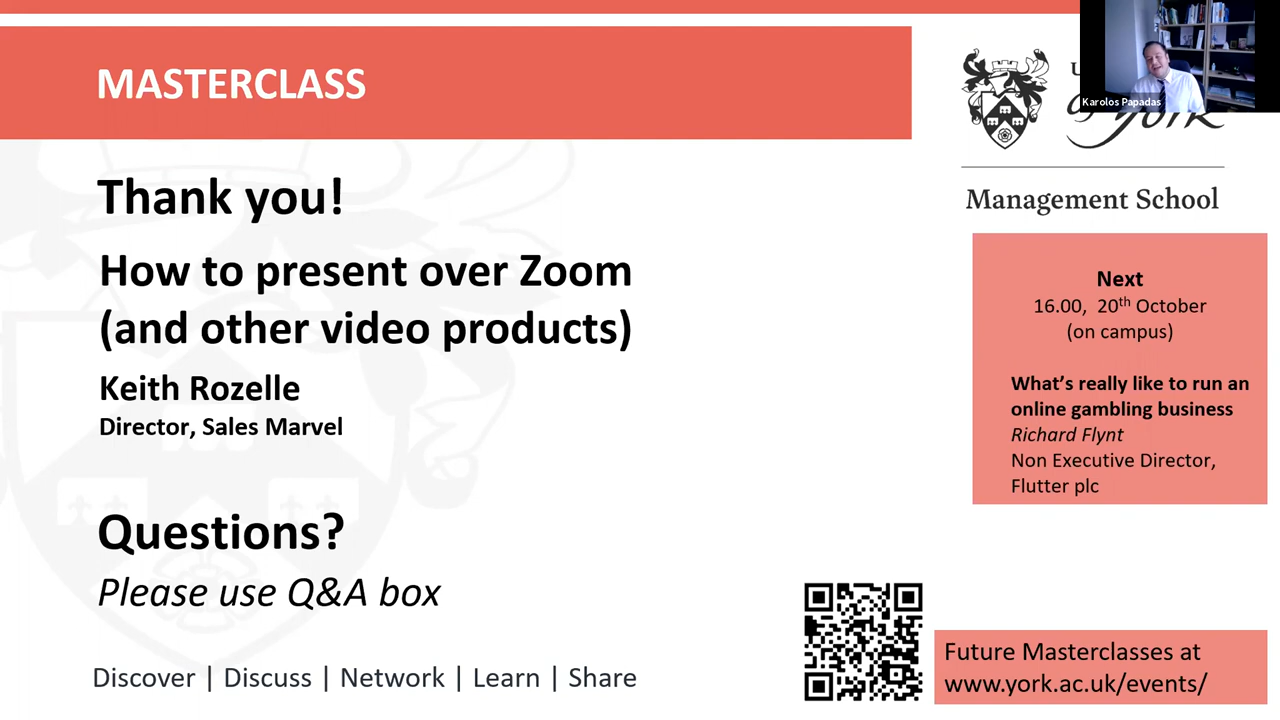 MASTERCLASS
Karolos Papadas
of York
Management School
Thank you!
How to present over Zoom
(and other video products)
Keith Rozelle
Director, Sales Marvel
Questions?
Please use Q&A box
Discover | Discuss | Network | Learn | Share
Next
16.00, 20th October
(on campus)
What's really like to run an
online gambling business
Richard Flynt
Non Executive Director,
Flutter plc
Future Masterclasses at
www.york.ac.uk/events/